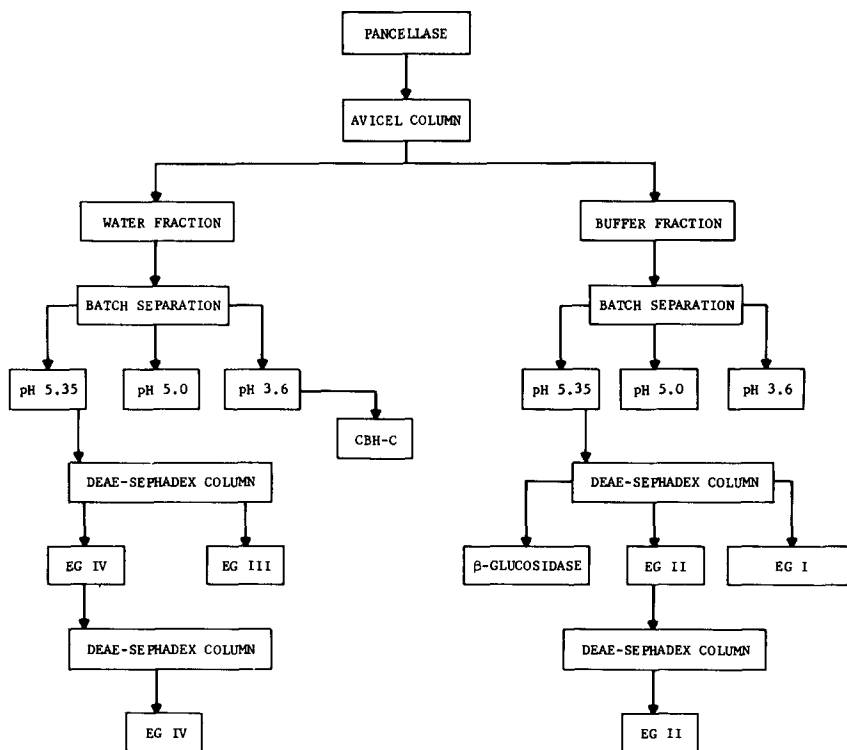 PANCELLASE
AVICEL COLUMN
WATER FRACTION
BUFFER FRACTION
BATCH SEPARATION
BATCH SEPARATION
pH 5.35
pH 5.0
pH 3.6
pH 5.35
pH 5.0
pH 3.6
CBH-C
DEAE-SEPHADEX COLUMN
DEAE-SEPHADEX COLUMN
EG IV
EG III
β-GLUCOSIDASE
EG II
EG I
DEAE-SEPHADEX COLUMN
DEAE-SEPHADEX COLUMN
EG IV
EG II